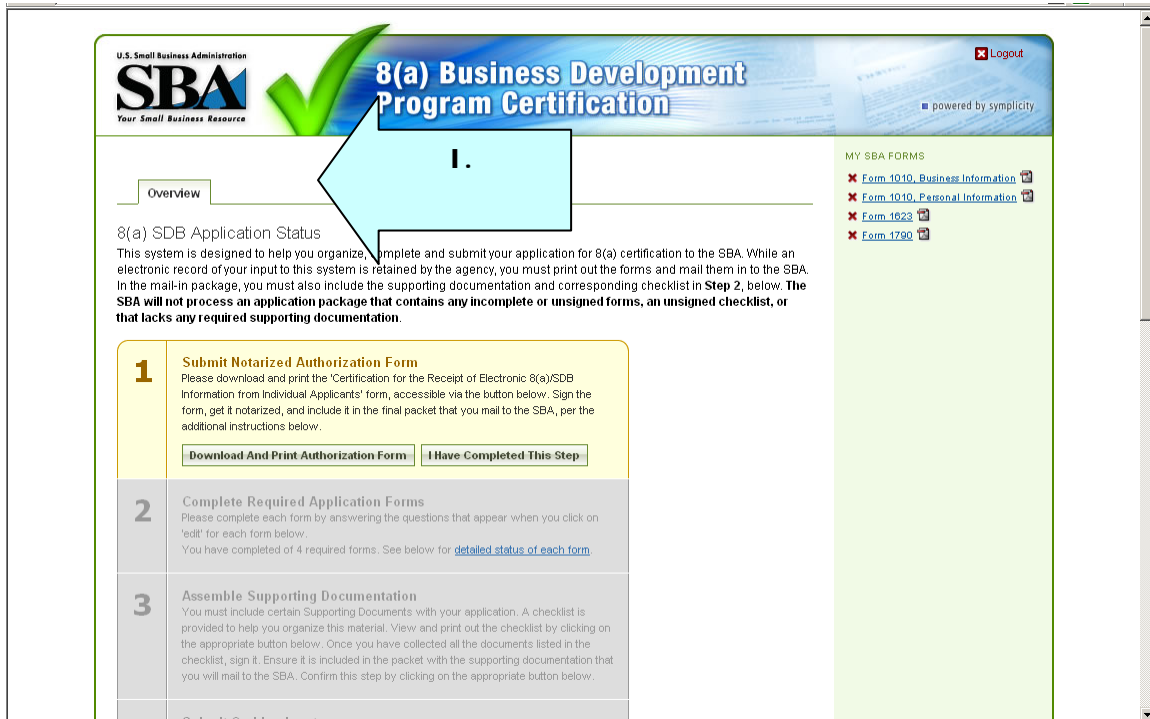 U.S. Small Business Administration
SBA
Your Small Business Resource
8(a) Business Development
Program Certification
Logout
powered by symplicity
I.
Overview
8(a) SDB Application Status
This system is designed to help you organize, complete and submit your application for 8(a) certification to the SBA. While an
electronic record of your input to this system is retained by the agency, you must print out the forms and mail them in to the SBA.
In the mail-in package, you must also include the supporting documentation and corresponding checklist in Step 2, below. The
SBA will not process an application package that contains any incomplete or unsigned forms, an unsigned checklist, or
that lacks any required supporting documentation.
1
Submit Notarized Authorization Form
Please download and print the 'Certification for the Receipt of Electronic 8(a)/SDB
Information from Individual Applicants' form, accessible via the button below. Sign the
form, get it notarized, and include it in the final packet that you mail to the SBA, per the
additional instructions below.
Download And Print Authorization Form
I Have Completed This Step
2
Complete Required Application Forms
Please complete each form by answering the questions that appear when you click on
'edit' for each form below.
You have completed of 4 required forms. See below for detailed status of each form.
3
Assemble Supporting Documentation
You must include certain Supporting Documents with your application. A checklist is
provided to help you organize this material. View and print out the checklist by clicking on
the appropriate button below. Once you have collected all the documents listed in the
checklist, sign it. Ensure it is included in the packet with the supporting documentation that
you will mail to the SBA. Confirm this step by clicking on the appropriate button below.
MY SBA FORMS
Form 1010, Business Information
Form 1010, Personal Information
Form 1623
Form 1790